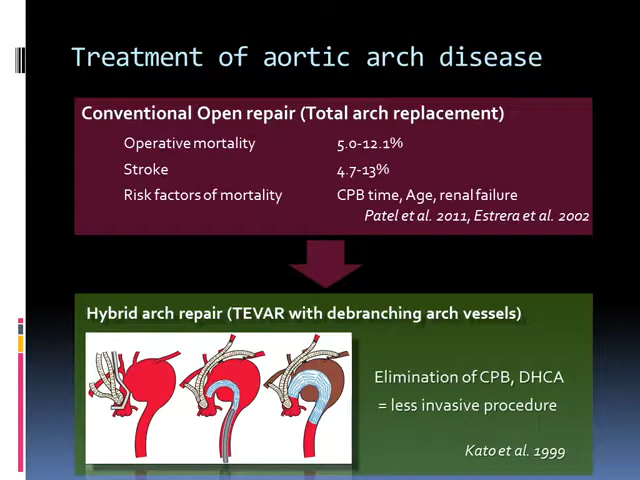 Treatment of aortic arch disease
Conventional Open repair (Total arch replacement)
Operative mortality 5.0-12.1%
Stroke 4.7-13%
Risk factors of mortality CPB time, Age, renal failure
Patel et al. 2011, Estrera et al. 2002
Hybrid arch repair (TEVAR with debranching arch vessels)
Elimination of CPB, DHCA
= less invasive procedure
Kato et al. 1999